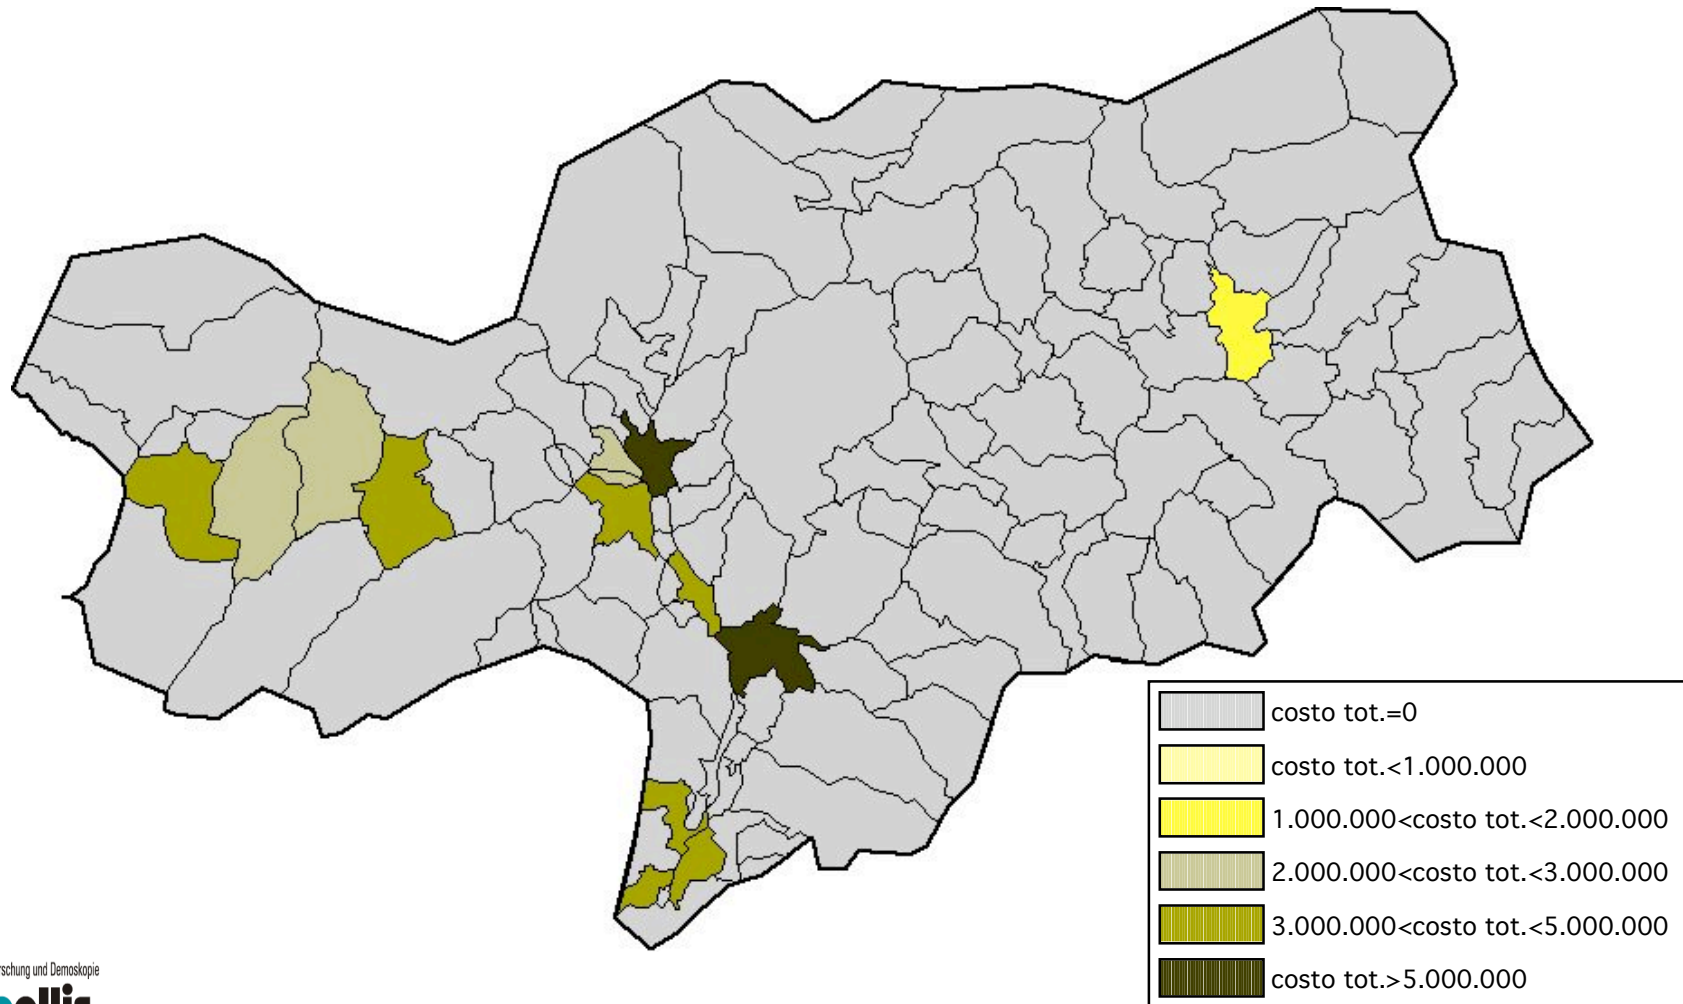 costo tot.=0
costo tot.<1.000.000
1.000.000<costo tot.<2.000.000
2.000.000<costo tot.<3.000.000
3.000.000<costo tot.<5.000.000
costo tot.>5.000.000
rschung und Demoskopie
ollis